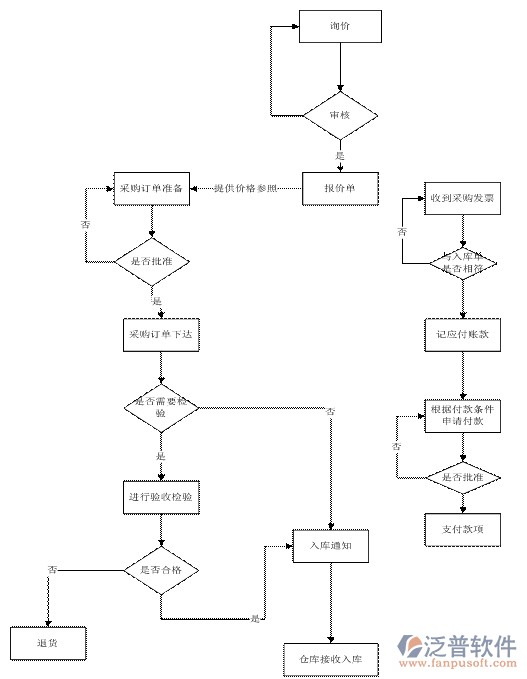 询价
审核
是
采购订单准备
提供价格参照
报价单
否
是否批准
是
采购订单下达
是否需要检
验
否
是
进行验收检验
入库通知
否
是否合格
是
退货
仓库接收入库
收到采购发票
否
与入库单
是否相符
记应付账款
根据付款条件
申请付款
否
是否批准
支付款项
泛普软件
www.fanpusoft.com